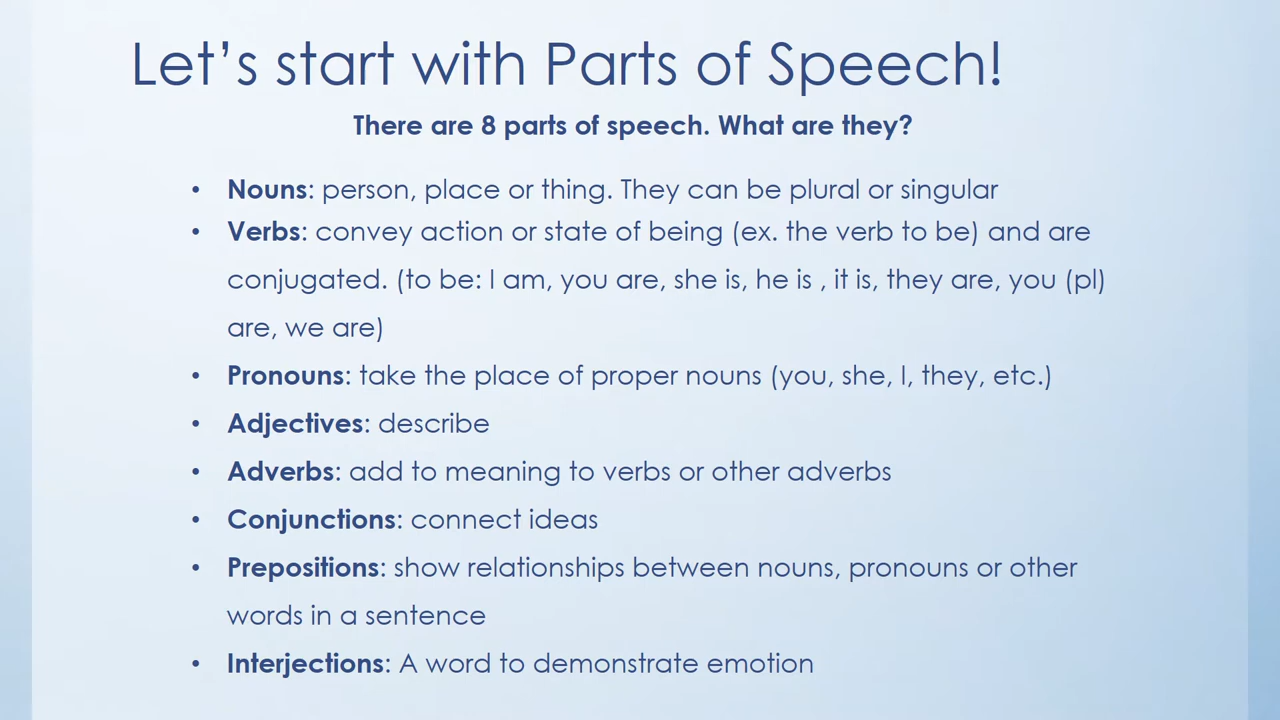 Let’s start with Parts of Speech!
There are 8 parts of speech. What are they?
• Nouns: person, place or thing. They can be plural or singular
• Verbs: convey action or state of being (ex. the verb to be) and are
conjugated. (to be: I am, you are, she is, he is , it is, they are, you (pl)
are, we are)
• Pronouns: take the place of proper nouns (you, she, I, they, etc.)
• Adjectives: describe
• Adverbs: add to meaning to verbs or other adverbs
• Conjunctions: connect ideas
• Prepositions: show relationships between nouns, pronouns or other
words in a sentence
• Interjections: A word to demonstrate emotion